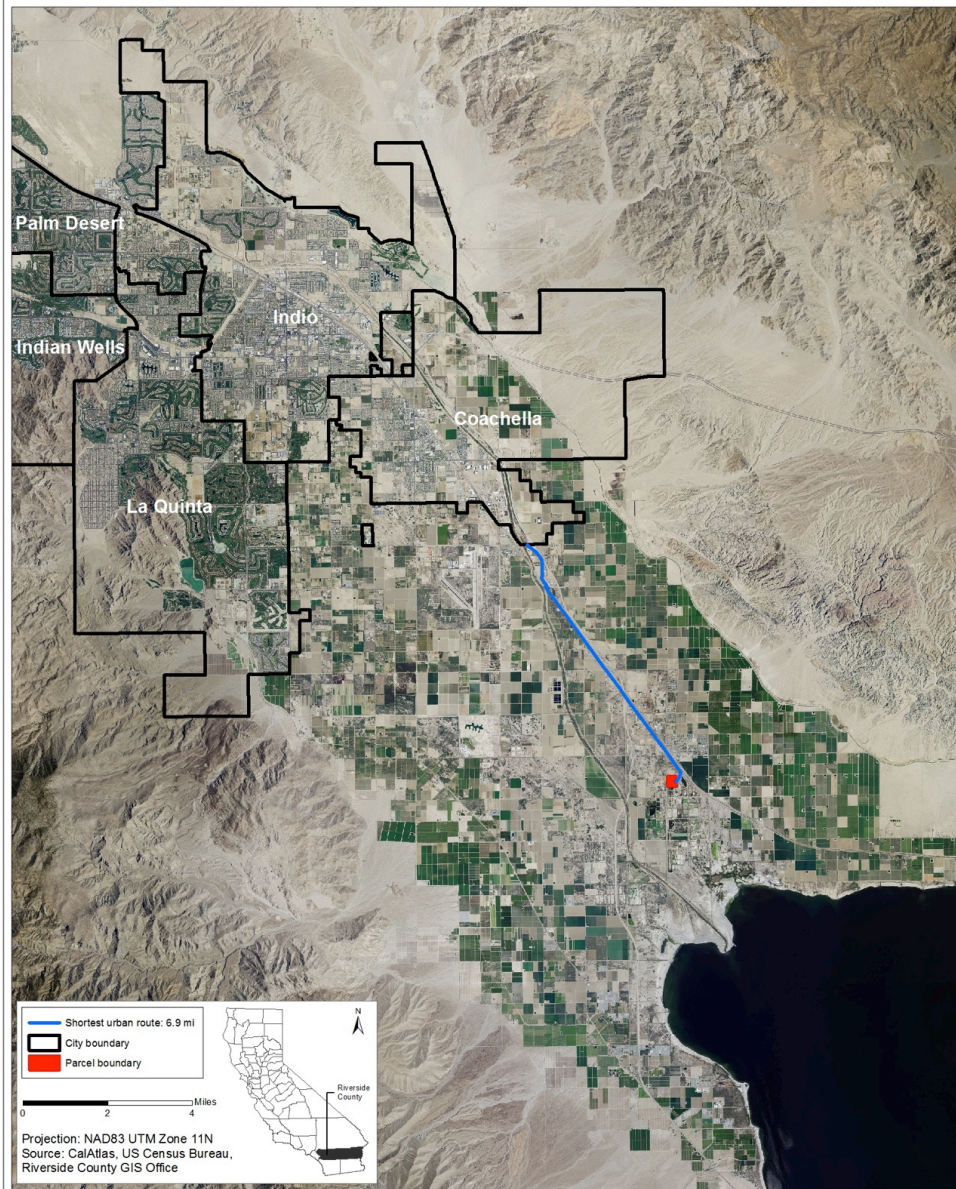 Palm Desert
Indian Wells
Indio
Coachella
La Quinta
Shortest urban route: 6.9 mi
City boundary
Parcel boundary
N
Riverside
County
Miles
0 2 4
Projection: NAD83 UTM Zone 11N
Source: CalAtlas, US Census Bureau,
Riverside County GIS Office